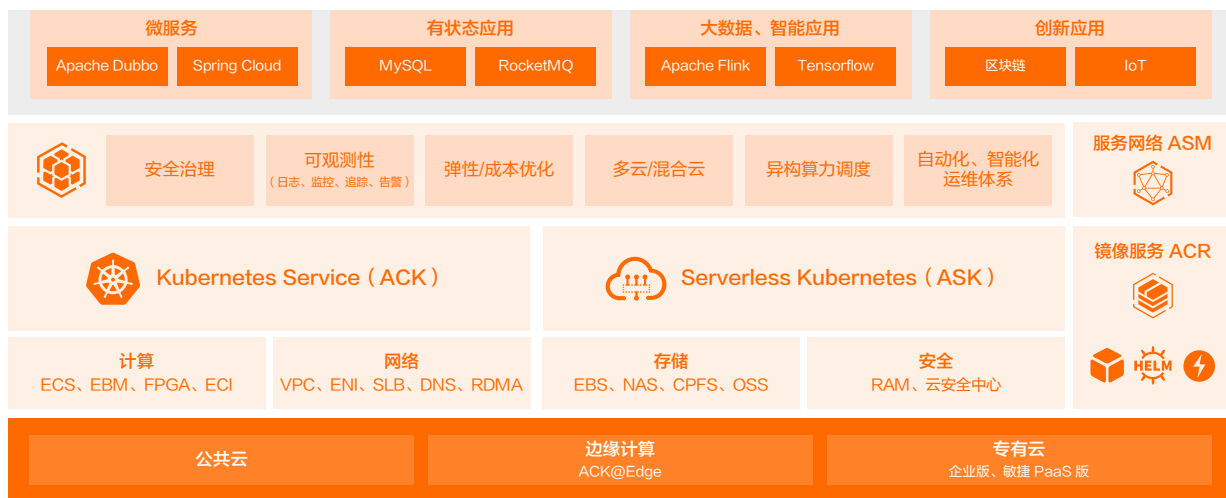 微服务
Apache Dubbo
Spring Cloud
有状态应用
MySQL
RocketMQ
大数据、智能应用
Apache Flink
Tensorflow
创新应用
区块链
IoT
安全治理
可观测性
（日志、监控、追踪、告警）
弹性/成本优化
多云/混合云
异构算力调度
自动化、智能化
运维体系
服务网络 ASM
Kubernetes Service（ACK）
Serverless Kubernetes（ASK）
镜像服务 ACR
HELM
计算
ECS、EBM、FPGA、ECI
网络
VPC、ENI、SLB、DNS、RDMA
存储
EBS、NAS、CPFS、OSS
安全
RAM、云安全中心
公共云
边缘计算
ACK@Edge
专有云
企业版、敏捷 PaaS 版